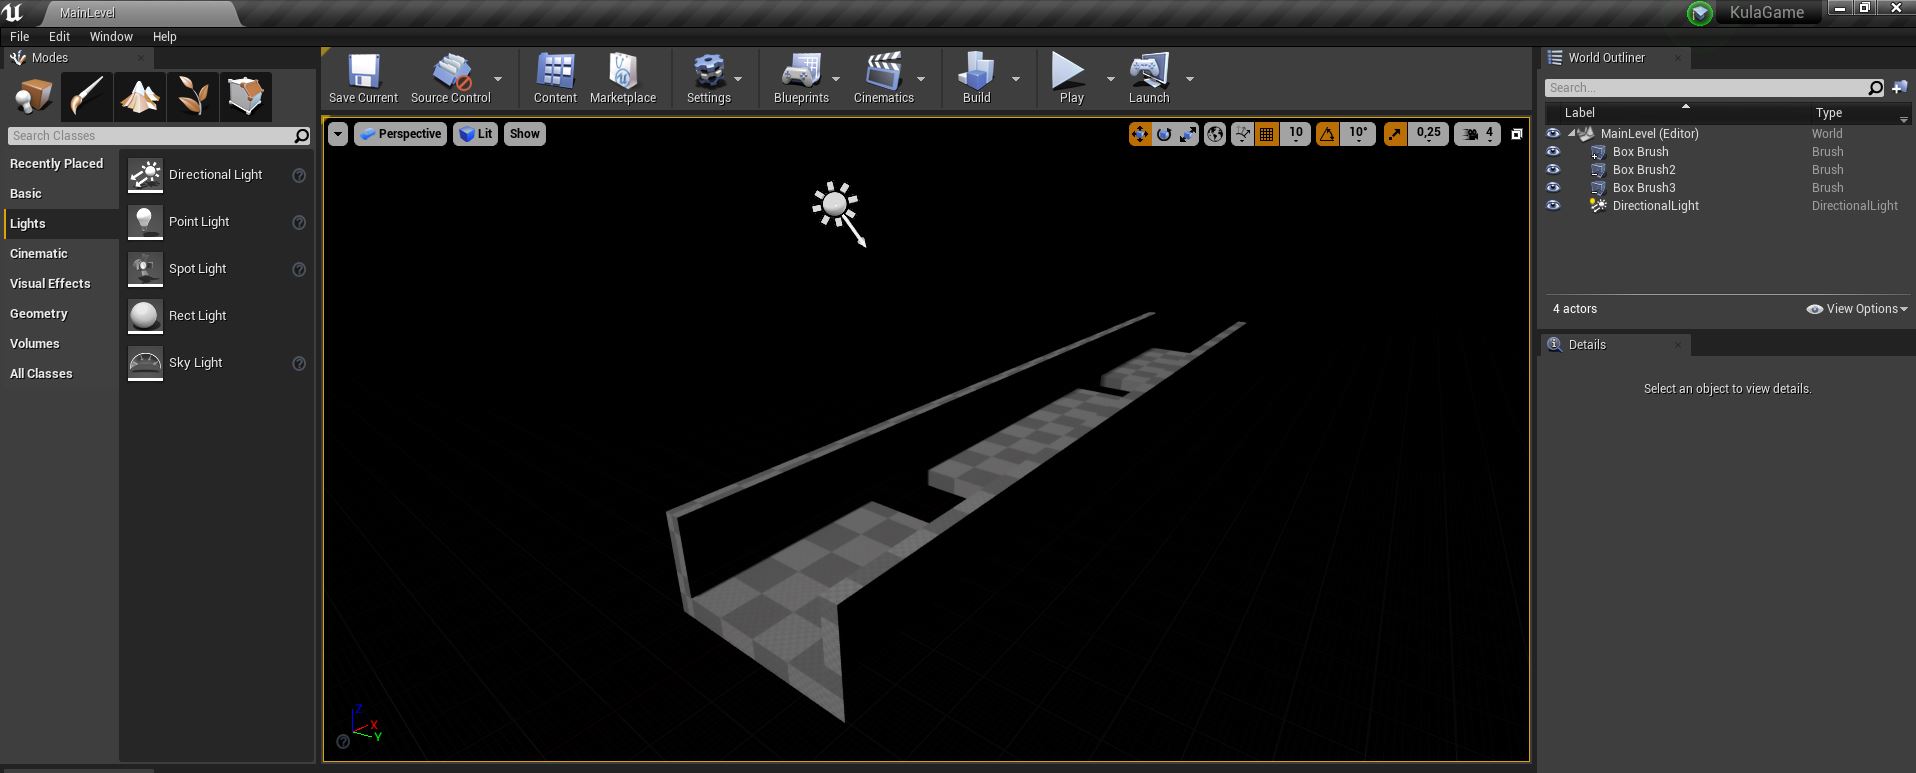 MainLevel
KulaGame
File Edit Window Help
Modes
Search Classes
Recently Placed
Basic
Lights
Cinematic
Visual Effects
Geometry
Volumes
All Classes
Directional Light
Point Light
Spot Light
Rect Light
Sky Light
Save Current Source Control Content Marketplace Settings Blueprints Cinematics Build Play Launch
Perspective Lit Show
10 10° 0,25 4
Z
X
Y
World Outliner
Search...
Label Type
MainLevel (Editor) World
Box Brush Brush
Box Brush2 Brush
Box Brush3 Brush
DirectionalLight DirectionalLight
4 actors View Options
Details
Select an object to view details.